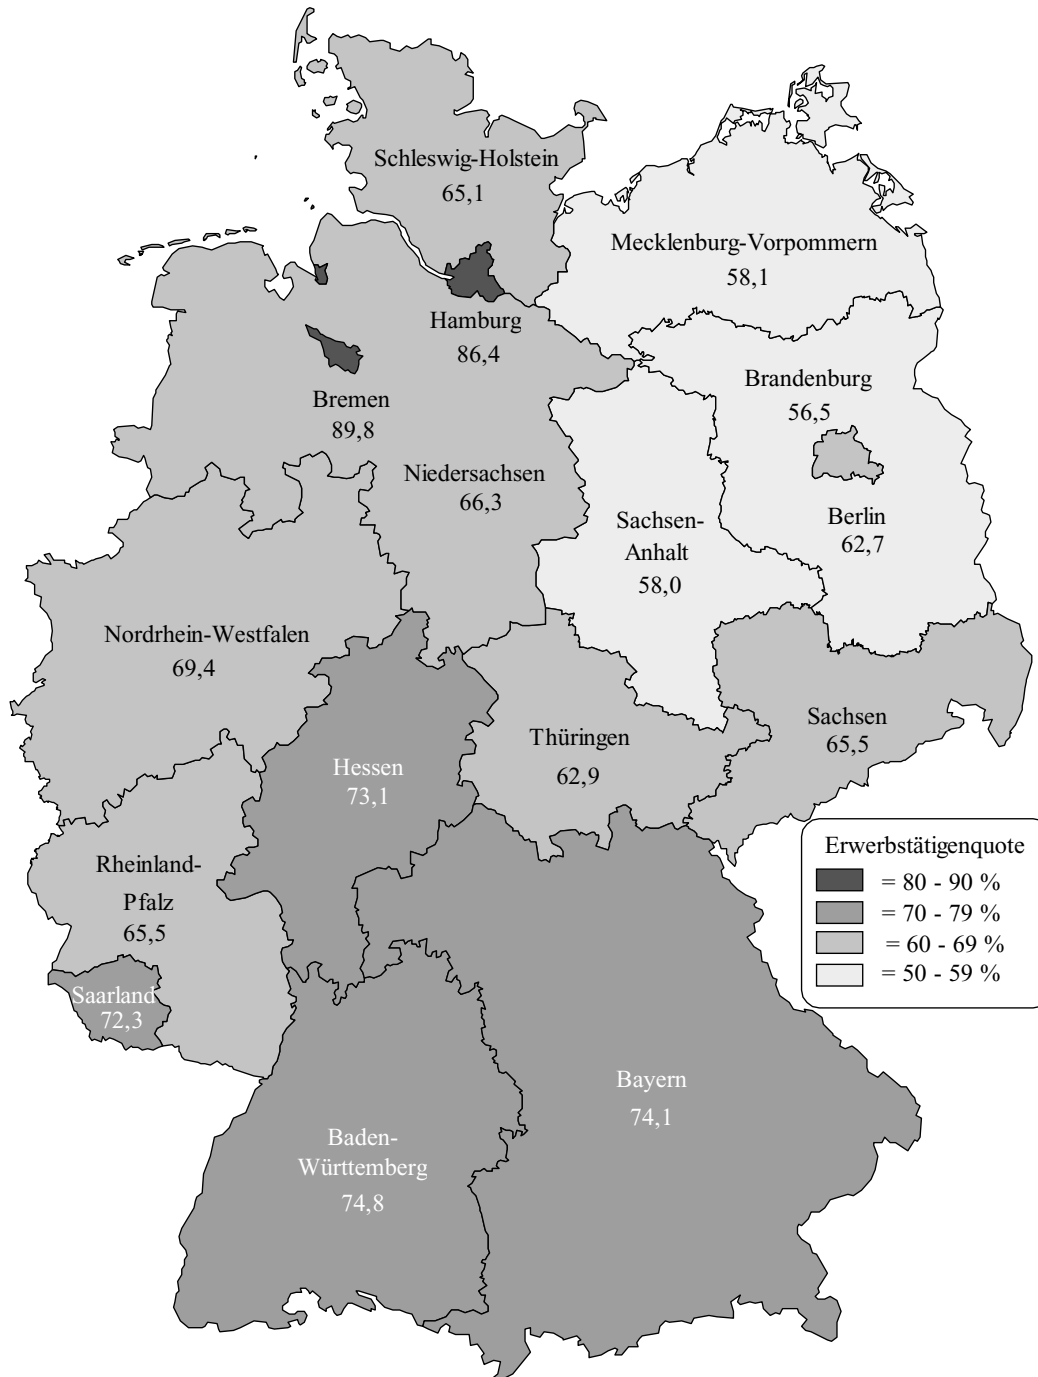 Schleswig-Holstein
65,1
Mecklenburg-Vorpommern
58,1
Hamburg
86,4
Bremen
89,8
Brandenburg
56,5
Niedersachsen
66,3
Berlin
62,7
Sachsen-
Anhalt
58,0
Nordrhein-Westfalen
69,4
Sachsen
65,5
Thüringen
62,9
Hessen
73,1
Rheinland-
Pfalz
65,5
Saarland
72,3
Bayern
74,1
Baden-
Württemberg
74,8
Erwerbstätigenquote
= 80 - 90 %
= 70 - 79 %
= 60 - 69 %
= 50 - 59 %